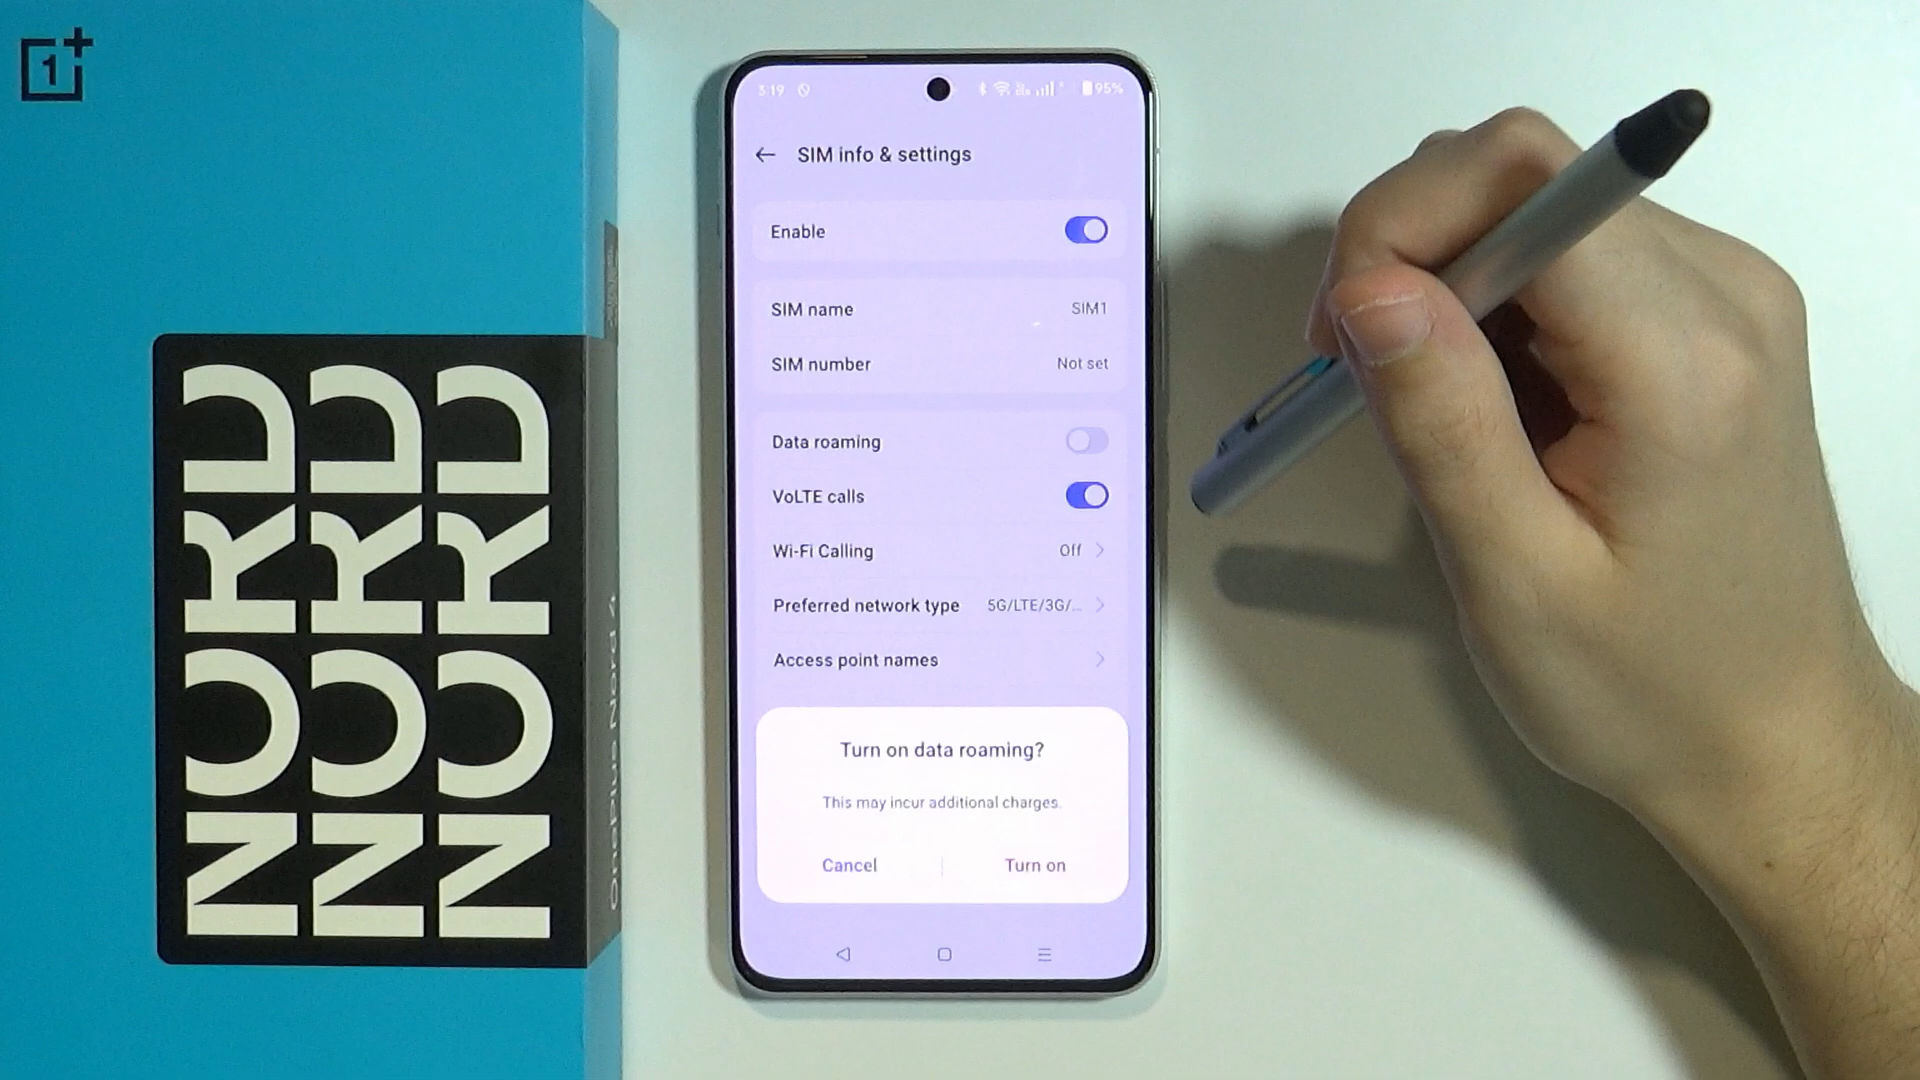 1+
NORD
NORD
NORD
OnePlus Nord 4
3:19
95%
SIM info & settings
Enable
SIM name SIM1
SIM number Not set
Data roaming
VoLTE calls
Wi-Fi Calling Off
Preferred network type 5G/LTE/3G/...
Access point names
Turn on data roaming?
This may incur additional charges.
Cancel Turn on